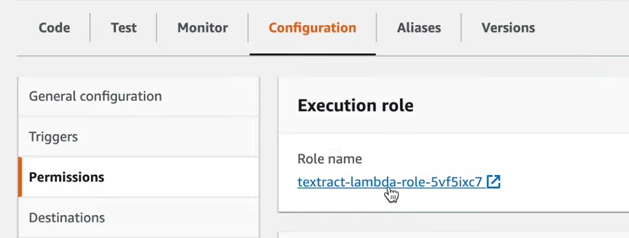 Code Test Monitor Configuration Aliases Versions
General configuration
Triggers
Permissions
Destinations
Execution role
Role name
textract-lambda-role-5vf5ixc7